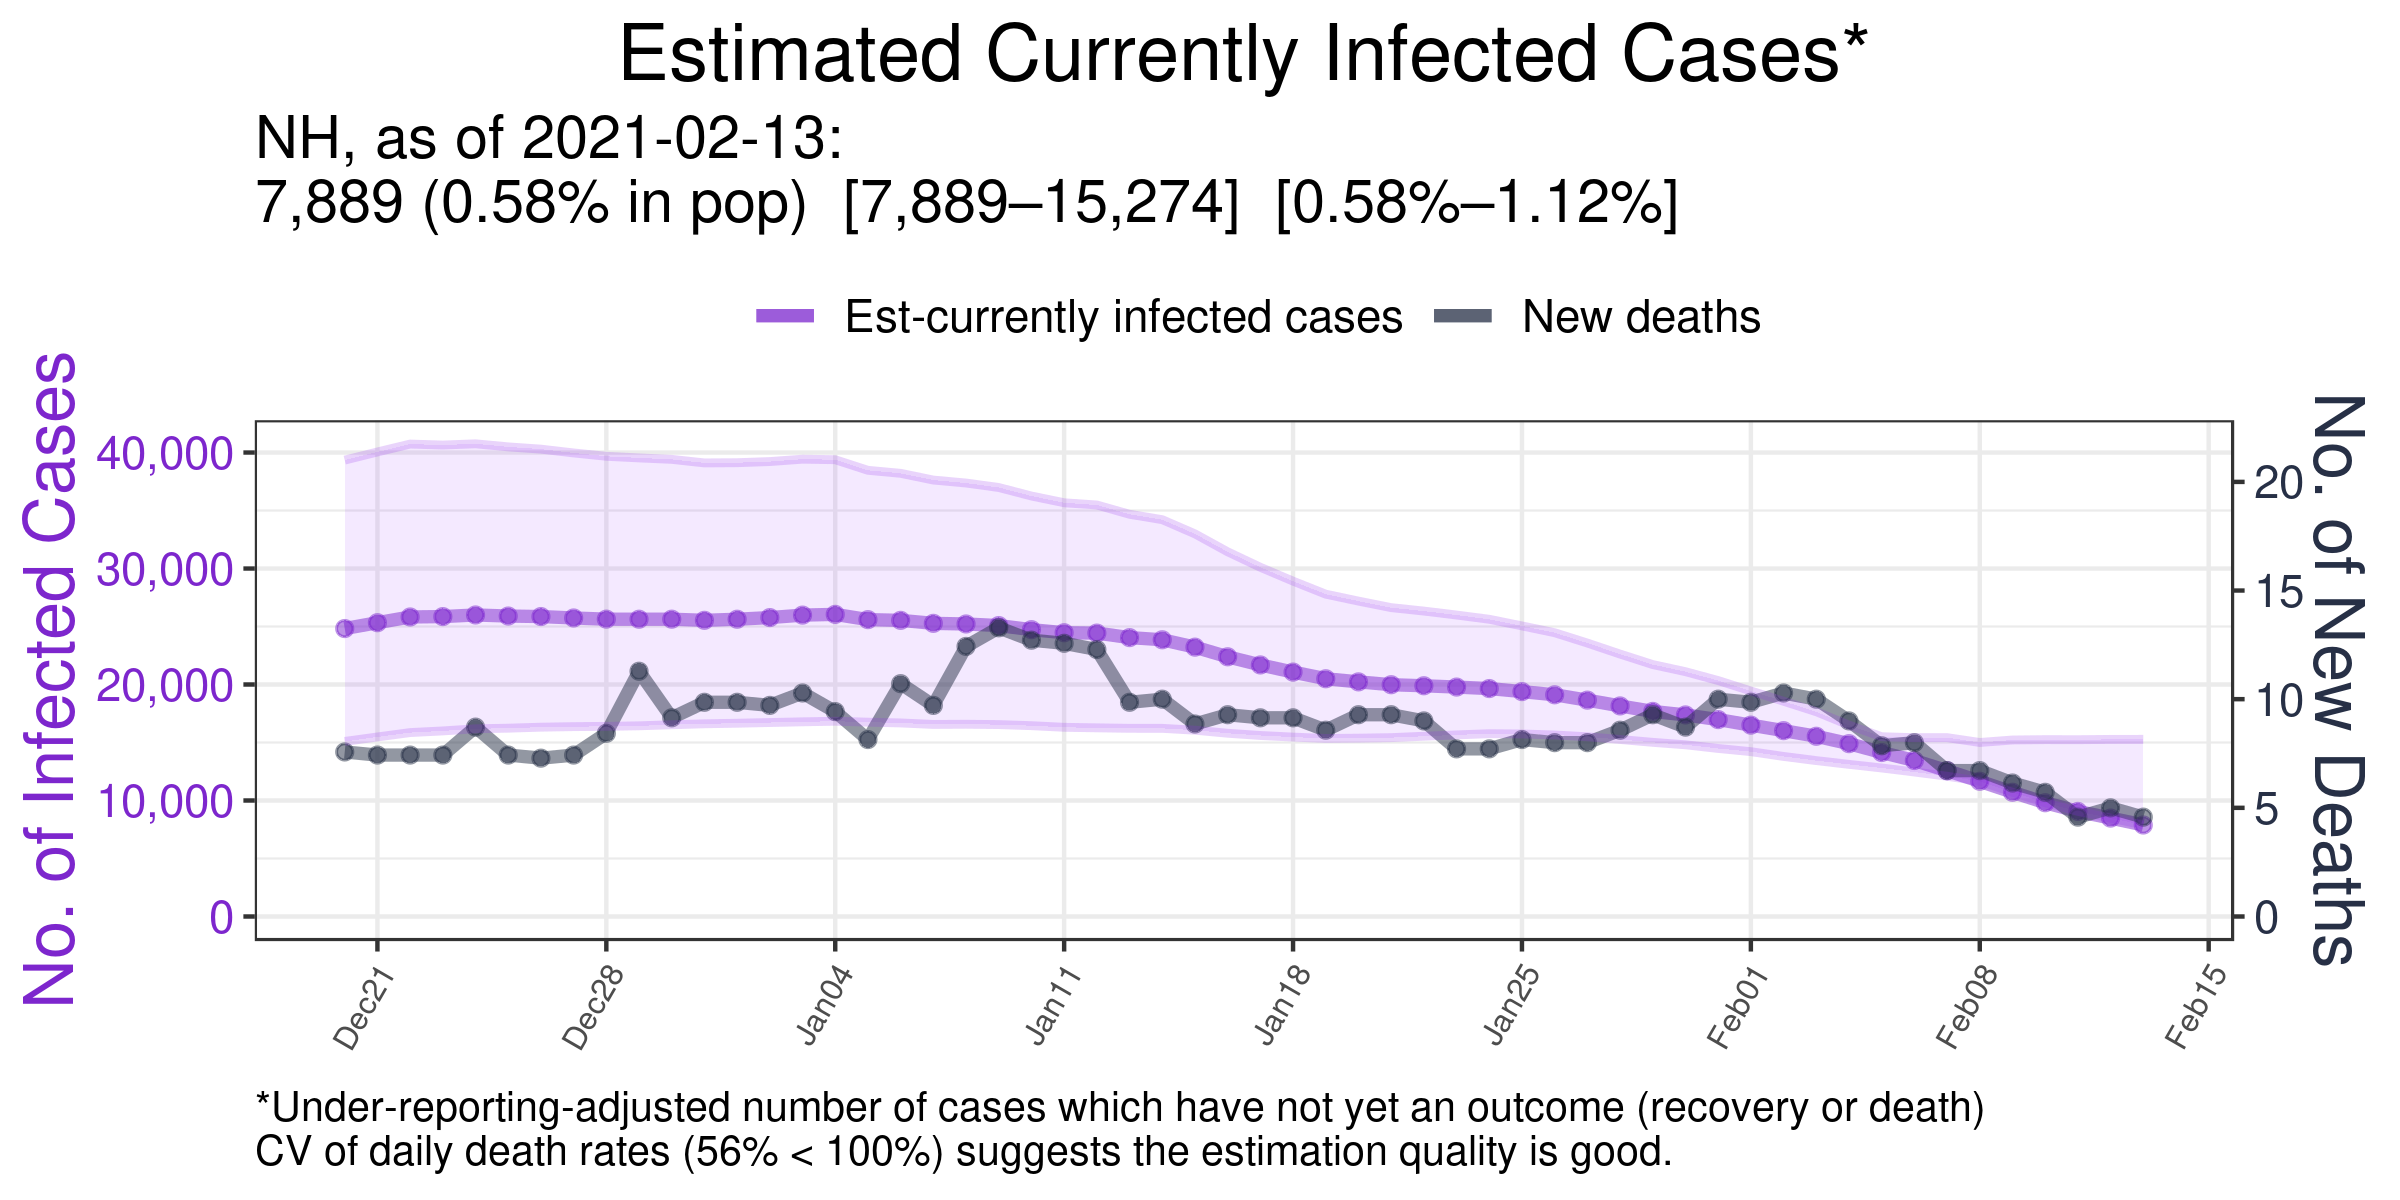 Estimated Currently Infected Cases*
NH, as of 2021-02-13:
7,889 (0.58% in pop)  [7,889–15,274]  [0.58%–1.12%]
Est-currently infected cases
New deaths
No. of Infected Cases
40,000
30,000
20,000
10,000
0
No. of New Deaths
20
15
10
5
0
Dec21
Dec28
Jan04
Jan11
Jan18
Jan25
Feb01
Feb08
Feb15
*Under-reporting-adjusted number of cases which have not yet an outcome (recovery or death)
CV of daily death rates (56% < 100%) suggests the estimation quality is good.